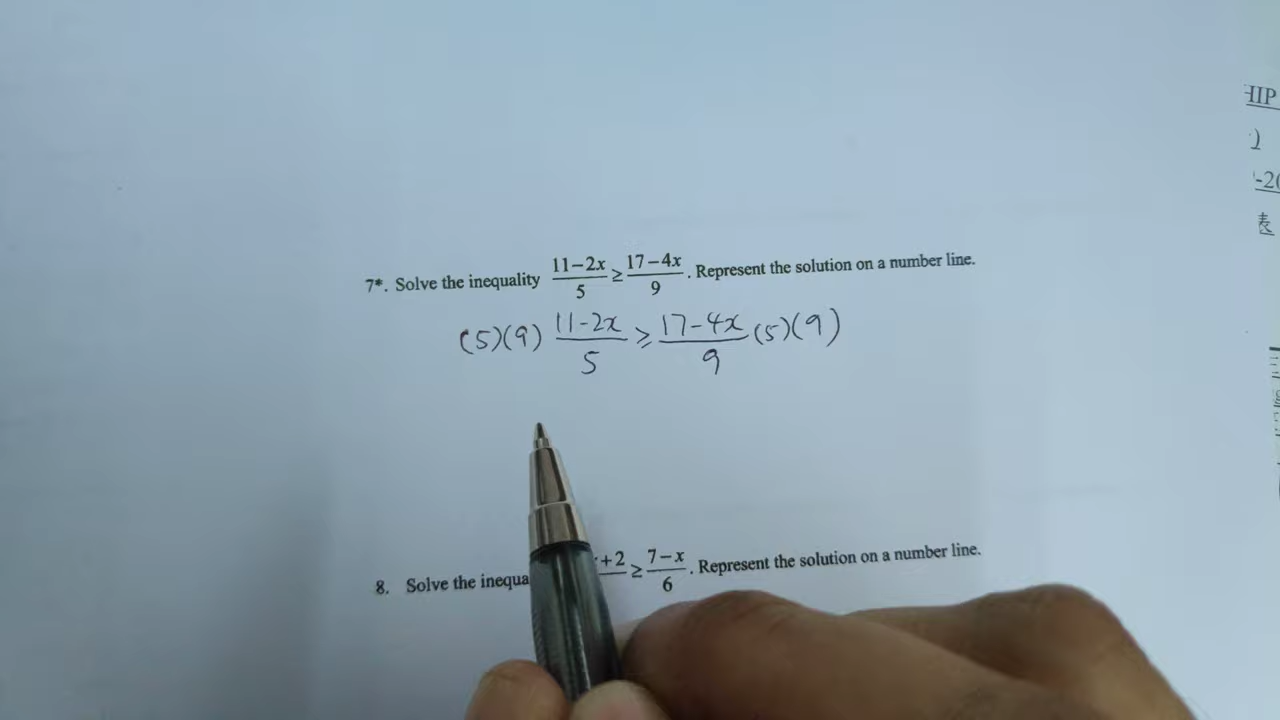 HIP
)
-2(
表
7*. Solve the inequality (11−2x)/5 ≥ (17−4x)/9. Represent the solution on a number line.
(5)(9) (11-2x)/5 ≥ (17-4x)/9 (5)(9)
8. Solve the +2 ≥ (7−x)/6. Represent the solution on a number line.